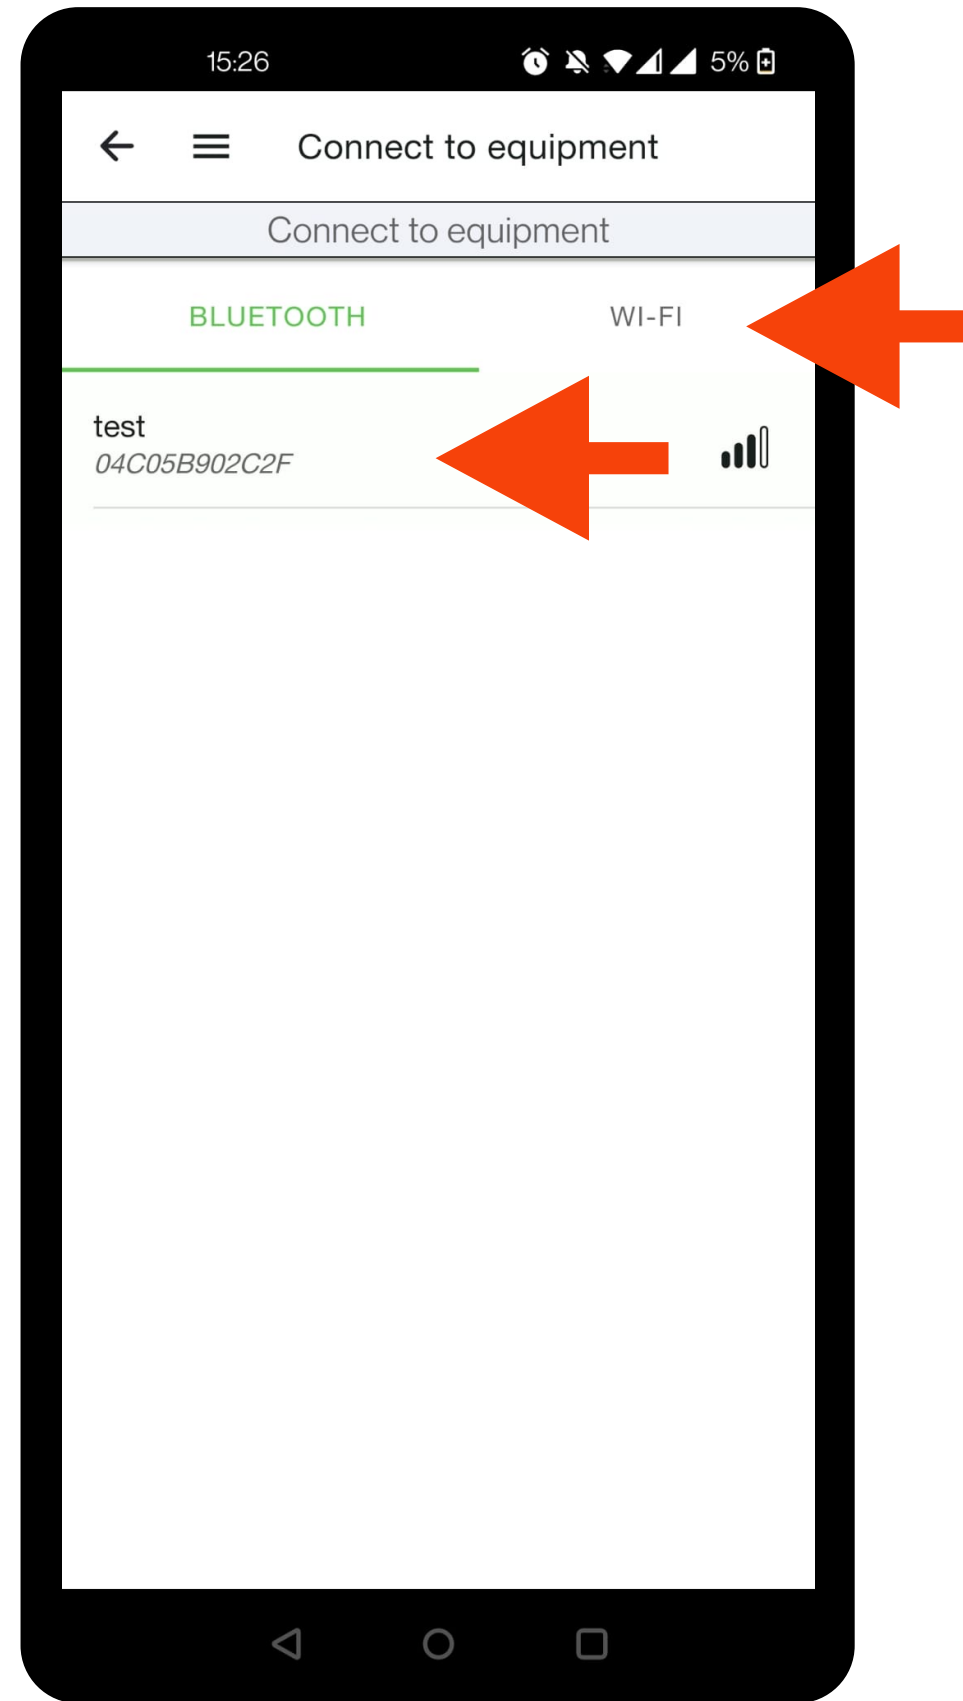 15:26 5%
Connect to equipment
Connect to equipment
BLUETOOTH WI-FI
test
04C05B902C2F